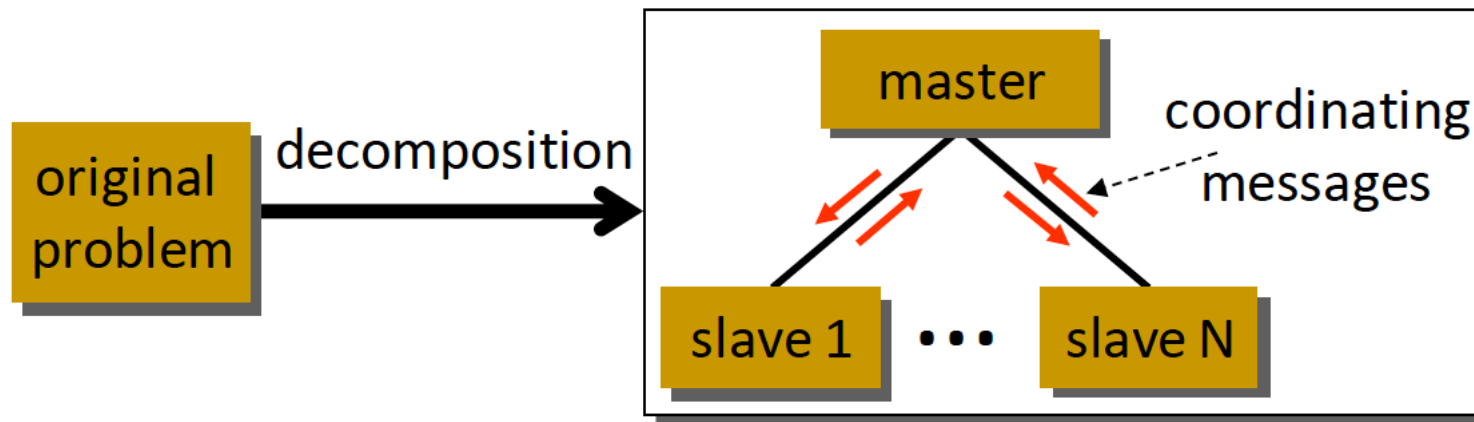 original
problem
decomposition
master
coordinating
messages
slave 1
...
slave N